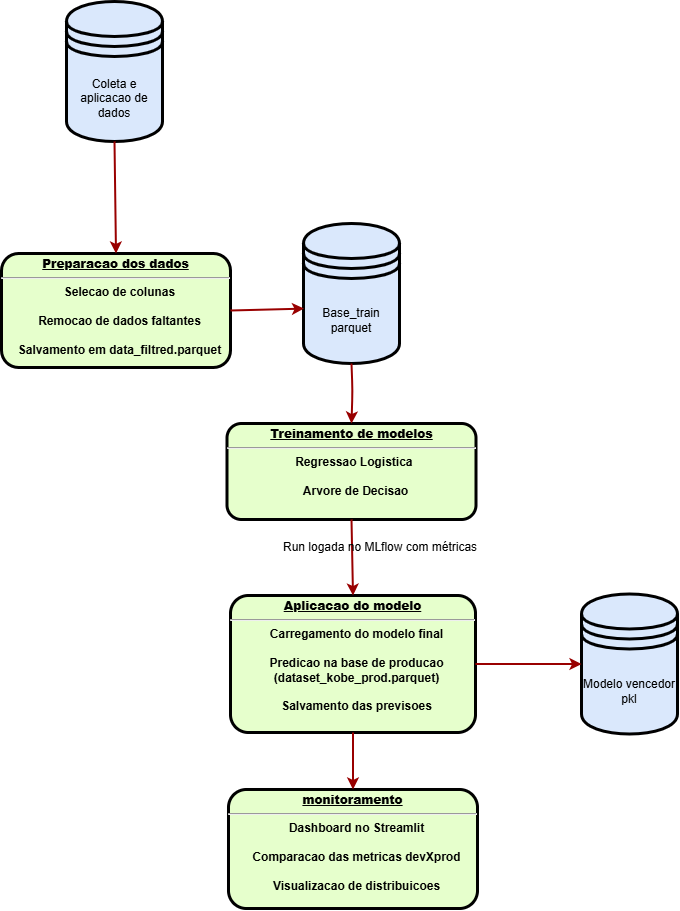 Coleta e
aplicacao de
dados
Preparacao dos dados
Selecao de colunas
Remocao de dados faltantes
Salvamento em data_filtred.parquet
Base_train
parquet
Treinamento de modelos
Regressao Logistica
Arvore de Decisao
Run logada no MLflow com métricas
Aplicacao do modelo
Carregamento do modelo final
Predicao na base de producao
(dataset_kobe_prod.parquet)
Salvamento das previsoes
Modelo vencedor
pkl
monitoramento
Dashboard no Streamlit
Comparacao das metricas devXprod
Visualizacao de distribuicoes